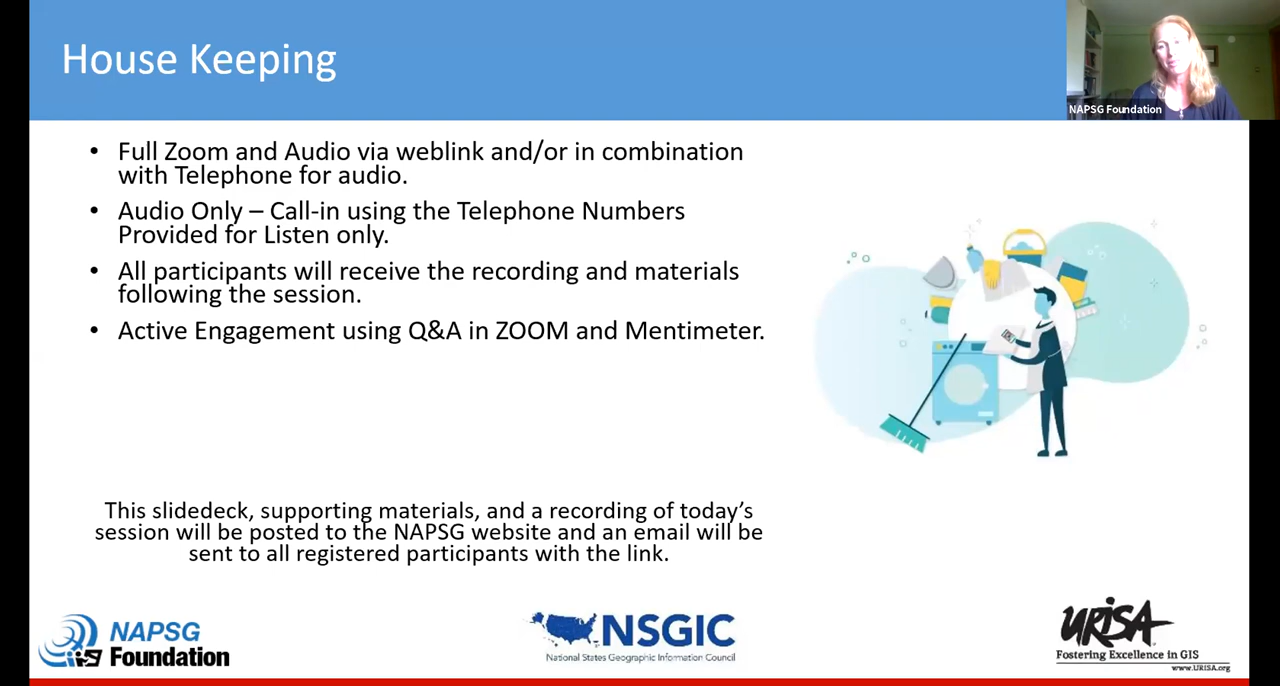 House Keeping
NAPSG Foundation
• Full Zoom and Audio via weblink and/or in combination
with Telephone for audio.
• Audio Only – Call-in using the Telephone Numbers
Provided for Listen only.
• All participants will receive the recording and materials
following the session.
• Active Engagement using Q&A in ZOOM and Mentimeter.
This slidedeck, supporting materials, and a recording of today’s
session will be posted to the NAPSG website and an email will be
sent to all registered participants with the link.
NAPSG
Foundation
NSGIC
National States Geographic Information Council
URISA
Fostering Excellence in GIS
www.URISA.org